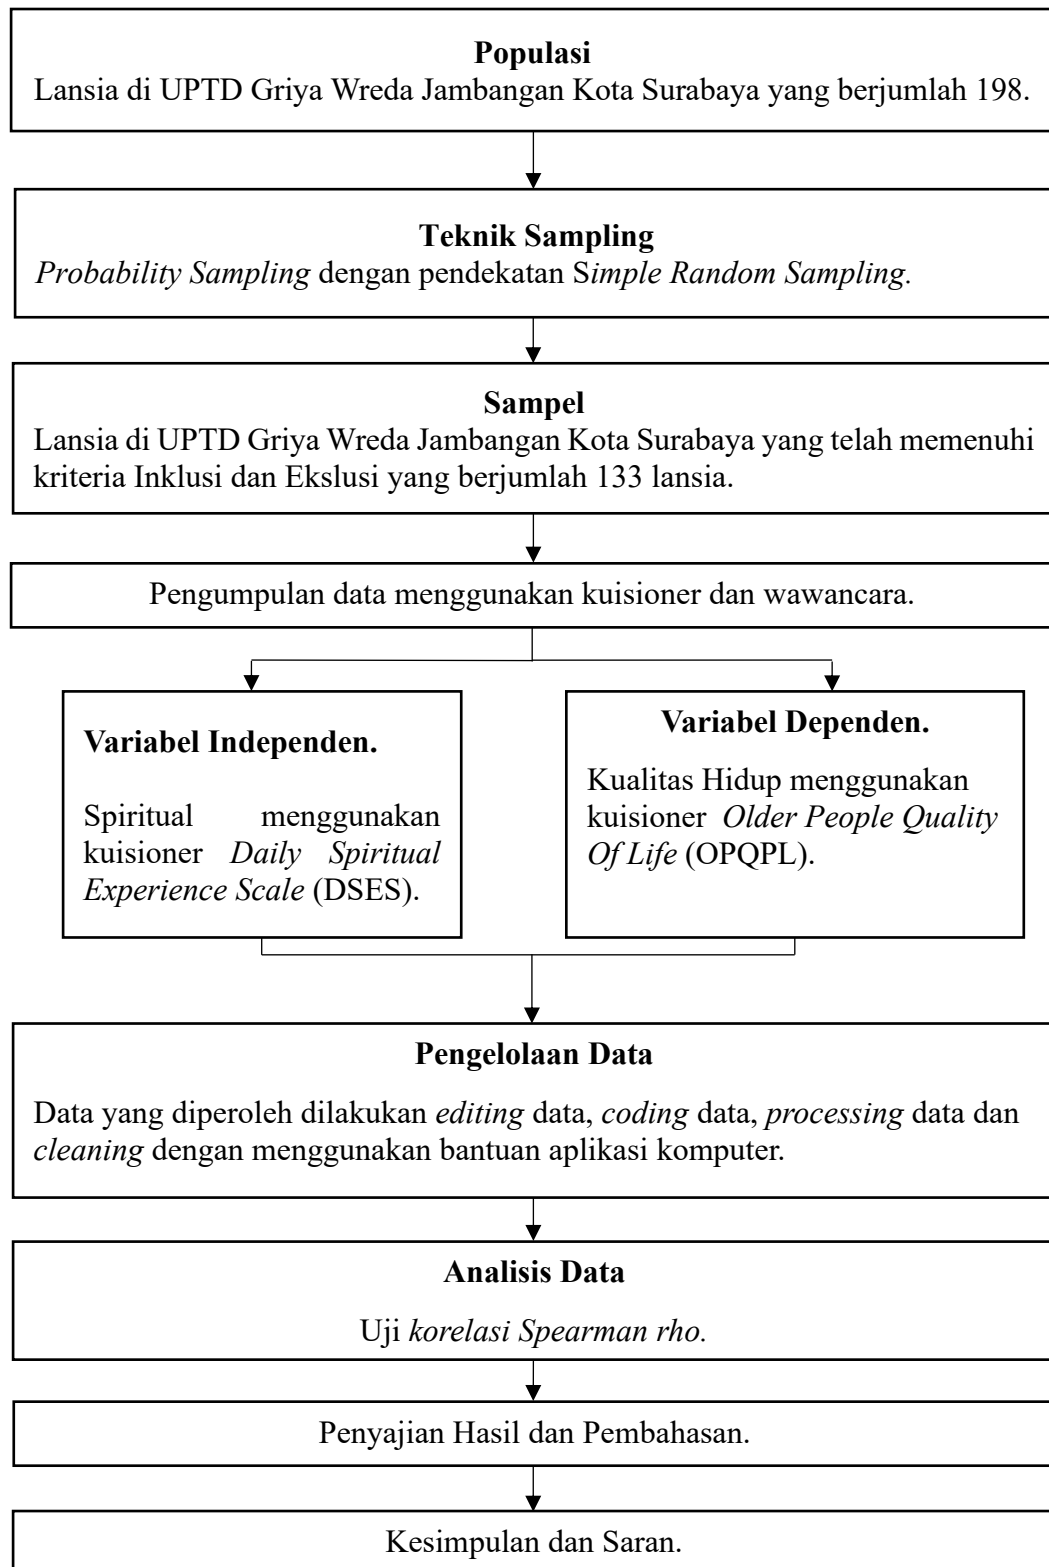 Populasi
Lansia di UPTD Griya Wreda Jambangan Kota Surabaya yang berjumlah 198.
Teknik Sampling
Probability Sampling dengan pendekatan Simple Random Sampling.
Sampel
Lansia di UPTD Griya Wreda Jambangan Kota Surabaya yang telah memenuhi
kriteria Inklusi dan Ekslusi yang berjumlah 133 lansia.
Pengumpulan data menggunakan kuisioner dan wawancara.
Variabel Independen.
Spiritual menggunakan
kuisioner Daily Spiritual
Experience Scale (DSES).
Variabel Dependen.
Kualitas Hidup menggunakan
kuisioner Older People Quality
Of Life (OPQPL).
Pengelolaan Data
Data yang diperoleh dilakukan editing data, coding data, processing data dan
cleaning dengan menggunakan bantuan aplikasi komputer.
Analisis Data
Uji korelasi Spearman rho.
Penyajian Hasil dan Pembahasan.
Kesimpulan dan Saran.